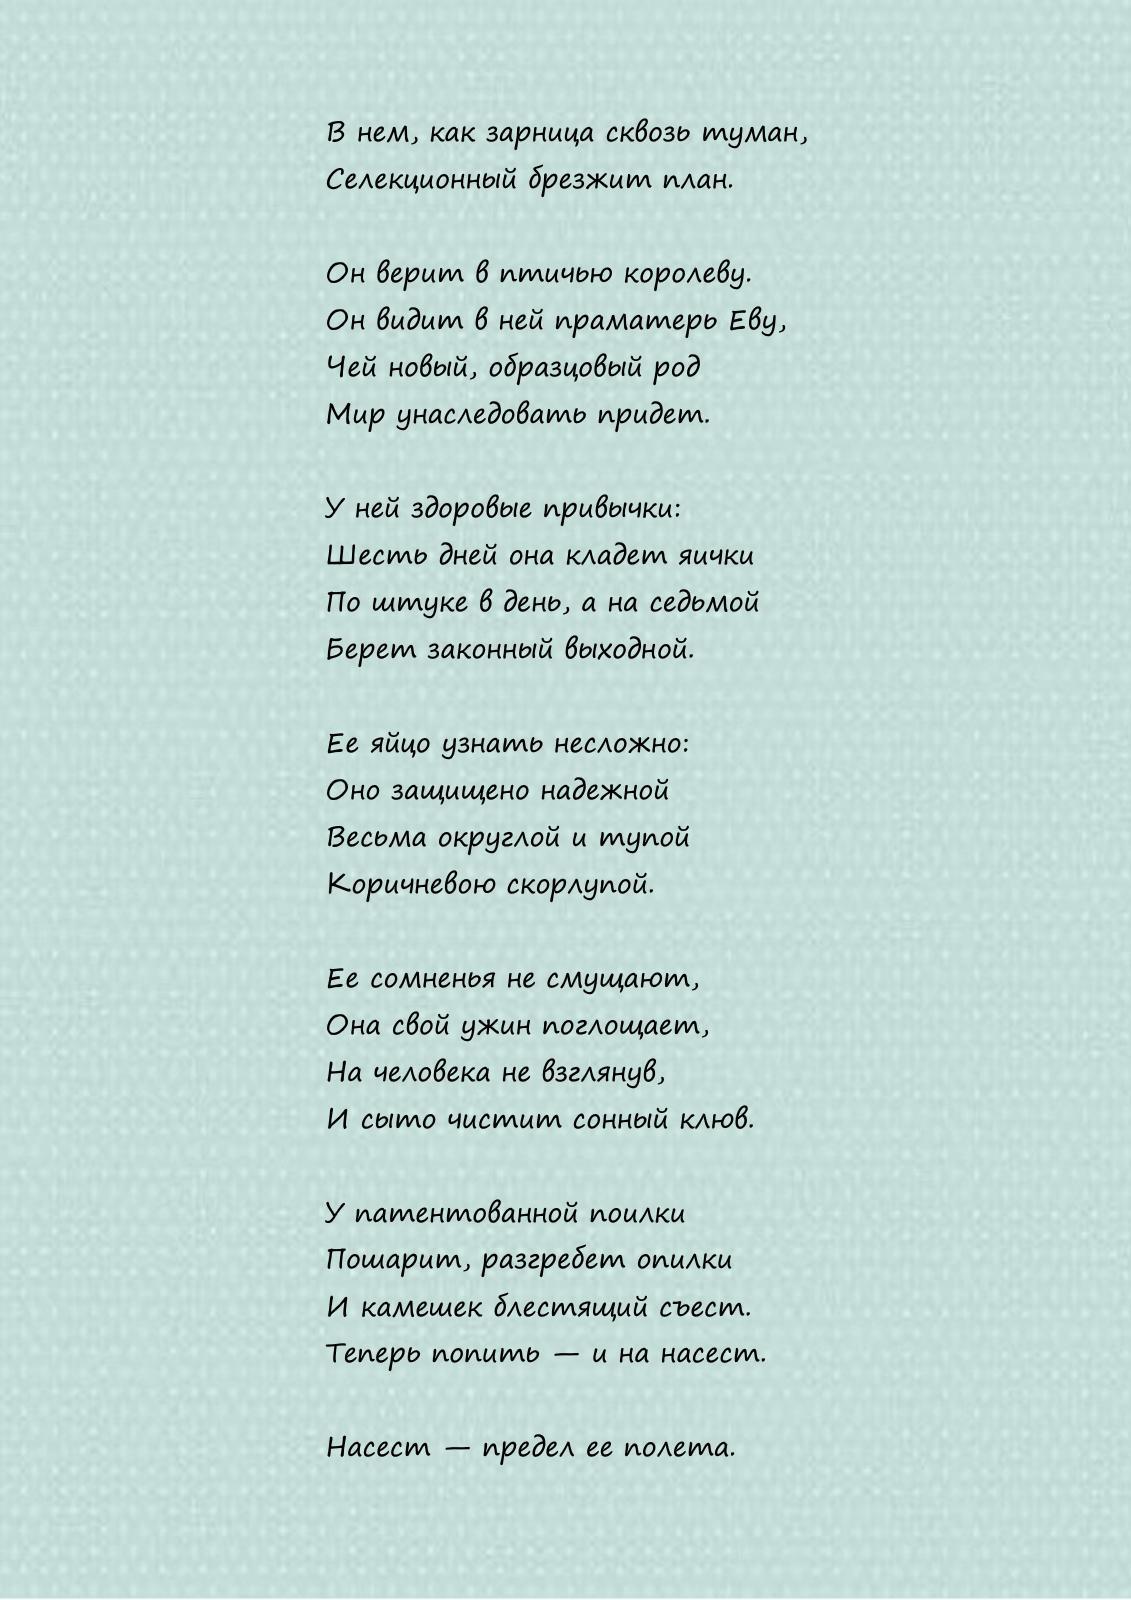 В нем, как зарница сквозь туман,
Селекционный брезжит план.
Он верит в птичью королеву.
Он видит в ней праматерь Еву,
Чей новый, образцовый род
Мир унаследовать придет.
У ней здоровые привычки:
Шесть дней она кладет яички
По штуке в день, а на седьмой
Берет законный выходной.
Ее яйцо узнать несложно:
Оно защищено надежной
Весьма округлой и тупой
Коричневою скорлупой.
Ее сомненья не смущают,
Она свой ужин поглощает,
На человека не взглянув,
И сыто чистит сонный клюв.
У патентованной поилки
Пошарит, разгребет опилки
И камешек блестящий съест.
Теперь попить — и на насест.
Насест — предел ее полета.